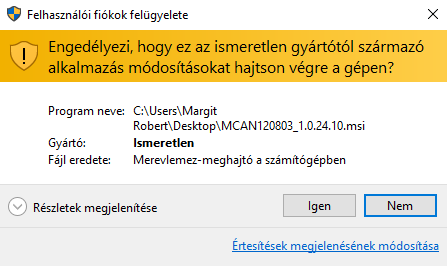 Felhasználói fiókok felügyelete
Engedélyezi, hogy ez az ismeretlen gyártótól származó
alkalmazás módosításokat hajtson végre a gépen?
Program neve: C:\Users\Margit
Robert\Desktop\MCAN120803_1.0.24.10.msi
Gyártó: Ismeretlen
Fájl eredete: Merevlemez-meghajtó a számítógépben
Részletek megjelenítése Igen Nem
Értesítések megjelenésének módosítása